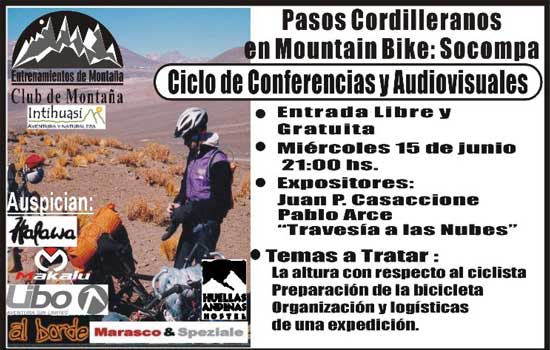 Pasos Cordilleranos
en Mountain Bike: Socompa
Ciclo de Conferencias y Audiovisuales
Entrenamientos de Montaña
Club de Montaña
Intihuasi
AVENTURA Y NATURALEZA
Auspician:
Makalu
Libo
AVENTURA SIN LIMITES
al borde
Marasco & Speziale
HUELLAS
ANDINAS
HOSTEL
• Entrada Libre y
Gratuita
• Miércoles 15 de junio
21:00 hs.
• Expositores:
Juan P. Casaccione
Pablo Arce
"Travesía a las Nubes"
• Temas a Tratar :
La altura con respecto al ciclista
Preparación de la bicicleta
Organización y logísticas
de una expedición.